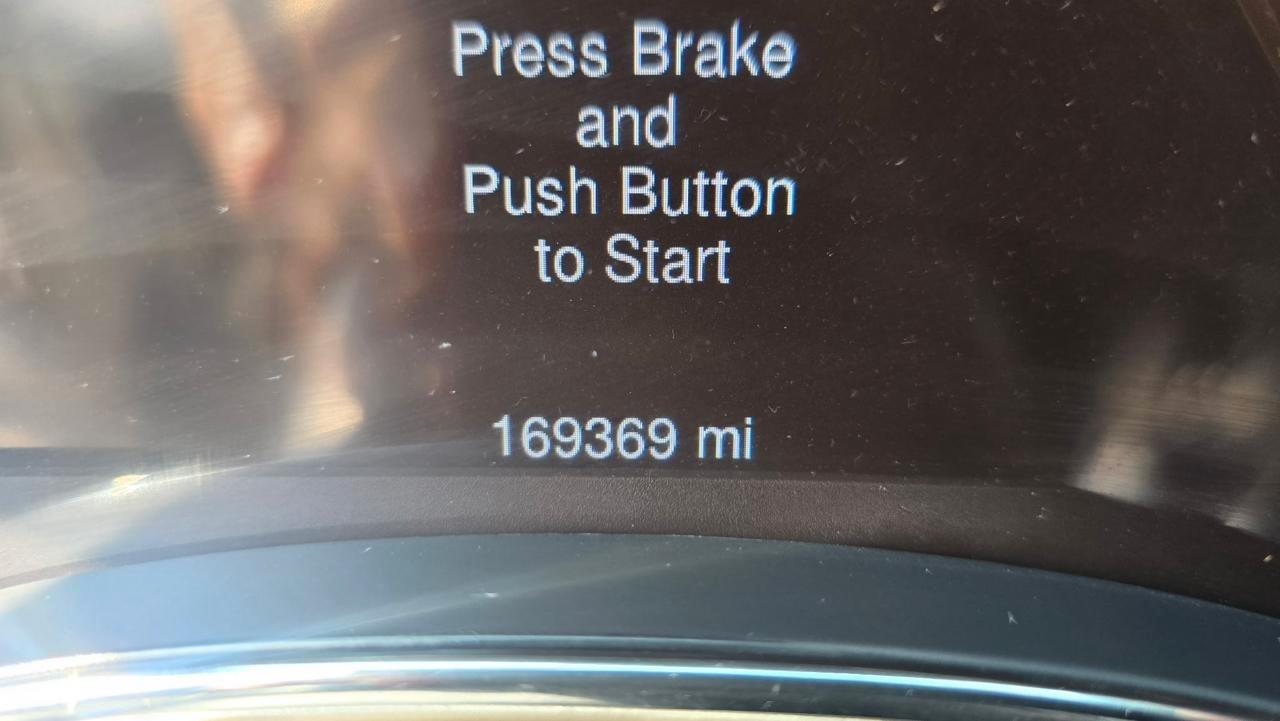 Press Brake
and
Push Button
to Start
169369 mi